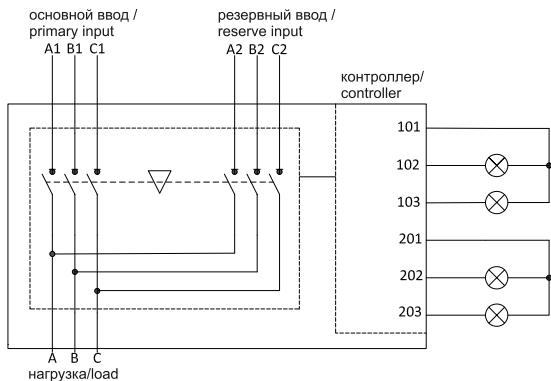 основной ввод /
primary input
A1 B1 C1
резервный ввод /
reserve input
A2 B2 C2
контроллер/
controller
101
102
103
201
202
203
A B C
нагрузка/load